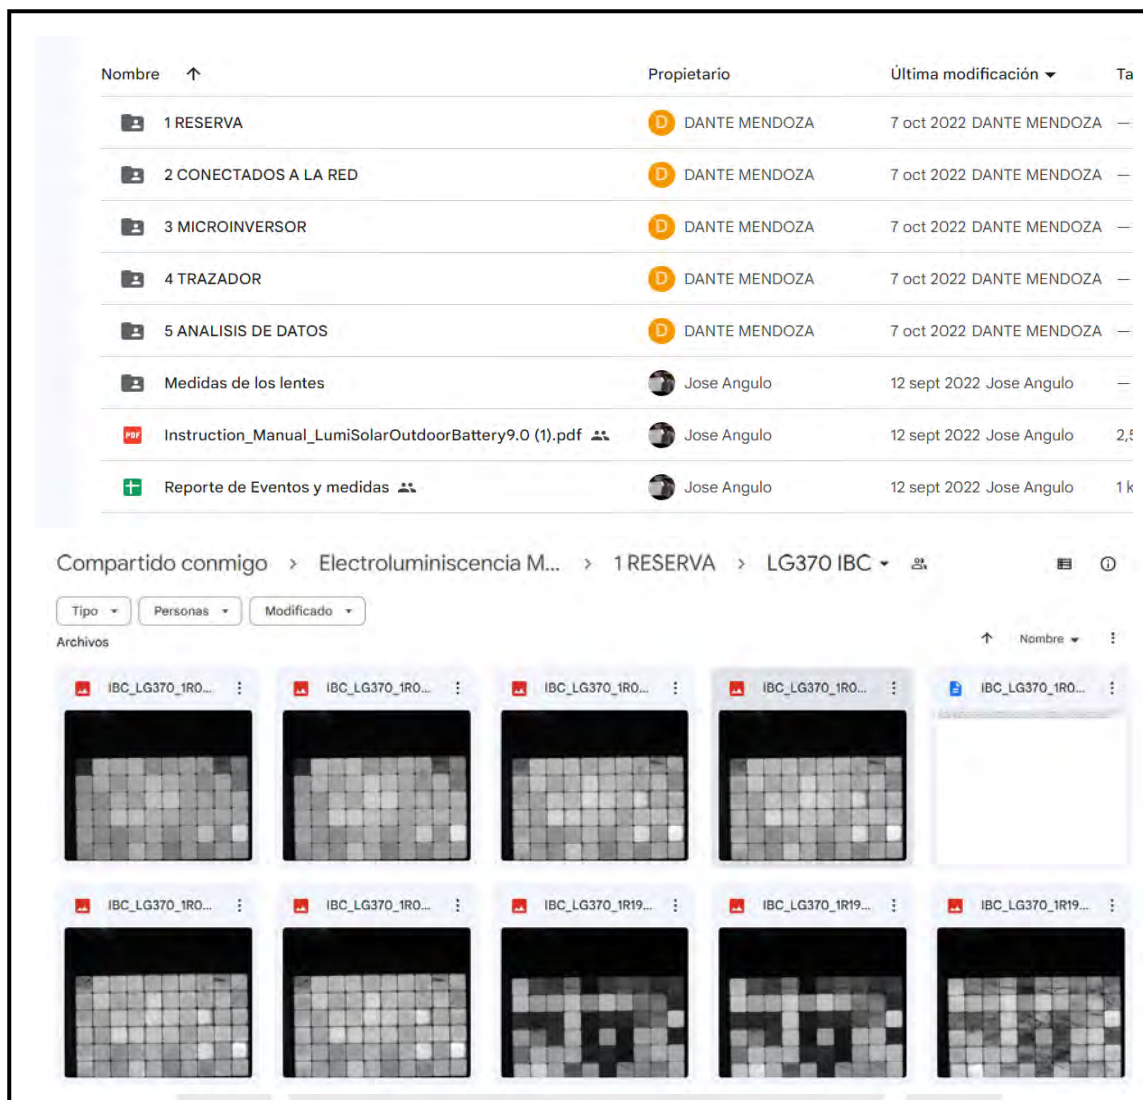 Nombre ↑ Propietario Última modificación Ta
1 RESERVA D DANTE MENDOZA 7 oct 2022 DANTE MENDOZA —
2 CONECTADOS A LA RED D DANTE MENDOZA 7 oct 2022 DANTE MENDOZA —
3 MICROINVERSOR D DANTE MENDOZA 7 oct 2022 DANTE MENDOZA —
4 TRAZADOR D DANTE MENDOZA 7 oct 2022 DANTE MENDOZA —
5 ANALISIS DE DATOS D DANTE MENDOZA 7 oct 2022 DANTE MENDOZA —
Medidas de los lentes Jose Angulo 12 sept 2022 Jose Angulo —
PDF Instruction_Manual_LumiSolarOutdoorBattery9.0 (1).pdf Jose Angulo 12 sept 2022 Jose Angulo 2,5
Reporte de Eventos y medidas Jose Angulo 12 sept 2022 Jose Angulo 1 k
Compartido conmigo > Electroluminiscencia M... > 1 RESERVA > LG370 IBC
Tipo Personas Modificado
Archivos ↑ Nombre
IBC_LG370_1R0... IBC_LG370_1R0... IBC_LG370_1R0... IBC_LG370_1R0... IBC_LG370_1R0...
IBC_LG370_1R0... IBC_LG370_1R0... IBC_LG370_1R19... IBC_LG370_1R19... IBC_LG370_1R19...